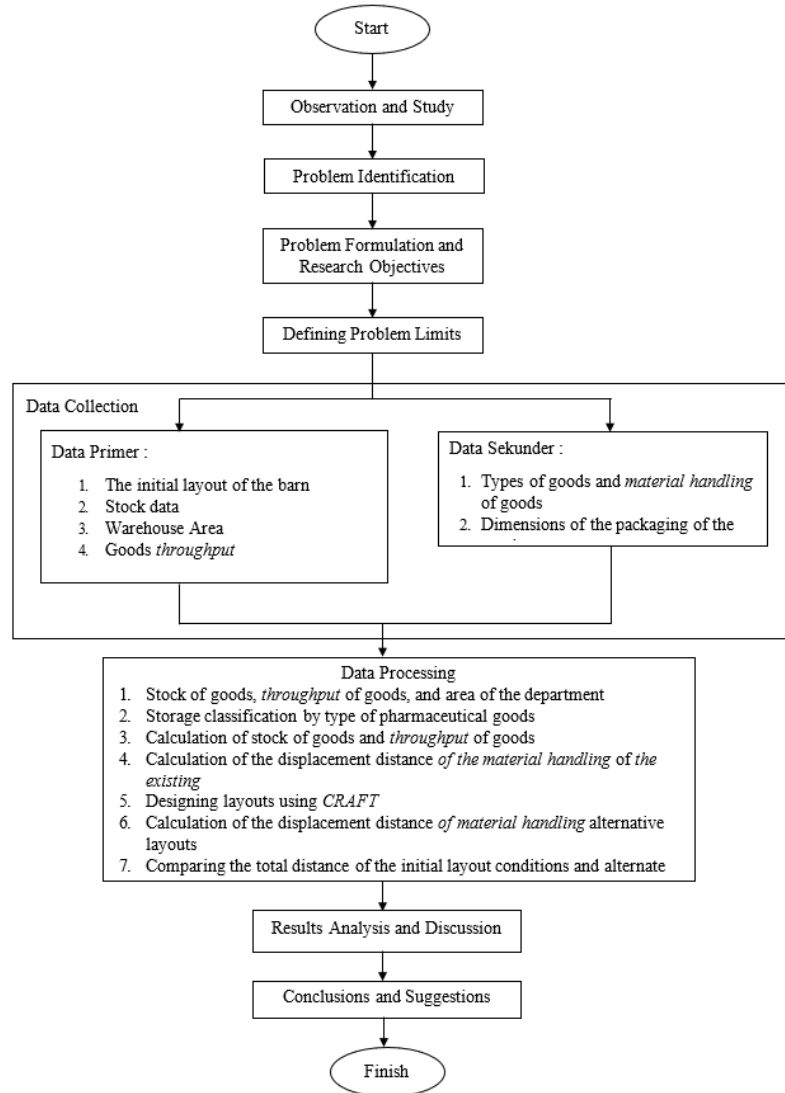 Start
Observation and Study
Problem Identification
Problem Formulation and
Research Objectives
Defining Problem Limits
Data Collection
Data Primer :
1. The initial layout of the barn
2. Stock data
3. Warehouse Area
4. Goods throughput
Data Sekunder :
1. Types of goods and material handling
of goods
2. Dimensions of the packaging of the
Data Processing
1. Stock of goods, throughput of goods, and area of the department
2. Storage classification by type of pharmaceutical goods
3. Calculation of stock of goods and throughput of goods
4. Calculation of the displacement distance of the material handling of the
existing
5. Designing layouts using CRAFT
6. Calculation of the displacement distance of material handling alternative
layouts
7. Comparing the total distance of the initial layout conditions and alternate
Results Analysis and Discussion
Conclusions and Suggestions
Finish